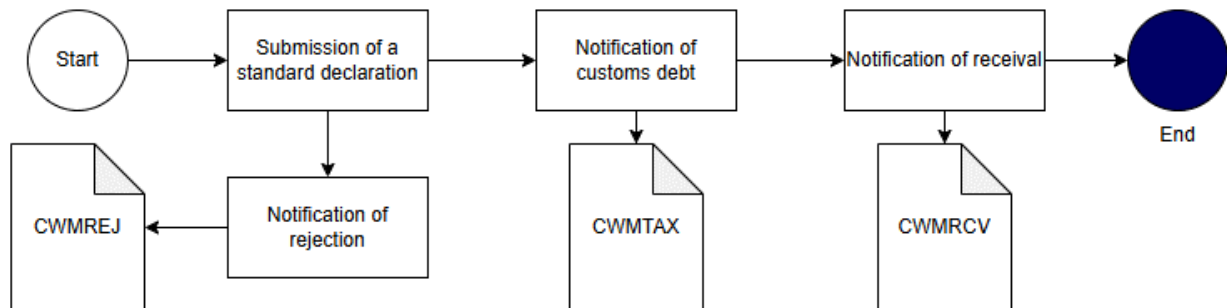 Start
Submission of a
standard declaration
Notification of
customs debt
Notification of receival
End
CWMREJ
Notification of
rejection
CWMTAX
CWMRCV